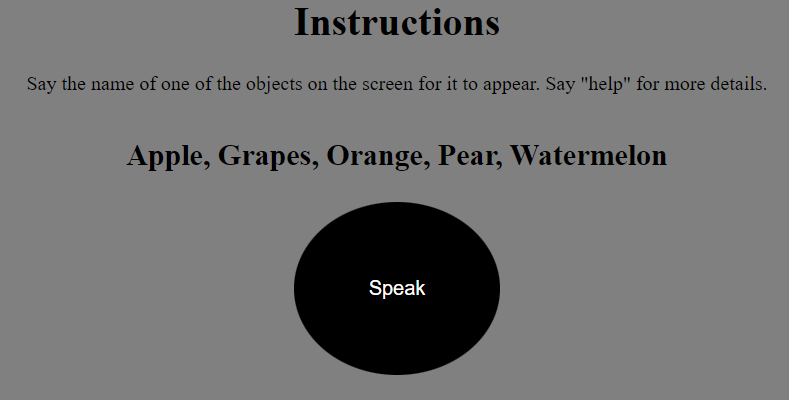 Instructions
Say the name of one of the objects on the screen for it to appear. Say "help" for more details.
Apple, Grapes, Orange, Pear, Watermelon
Speak